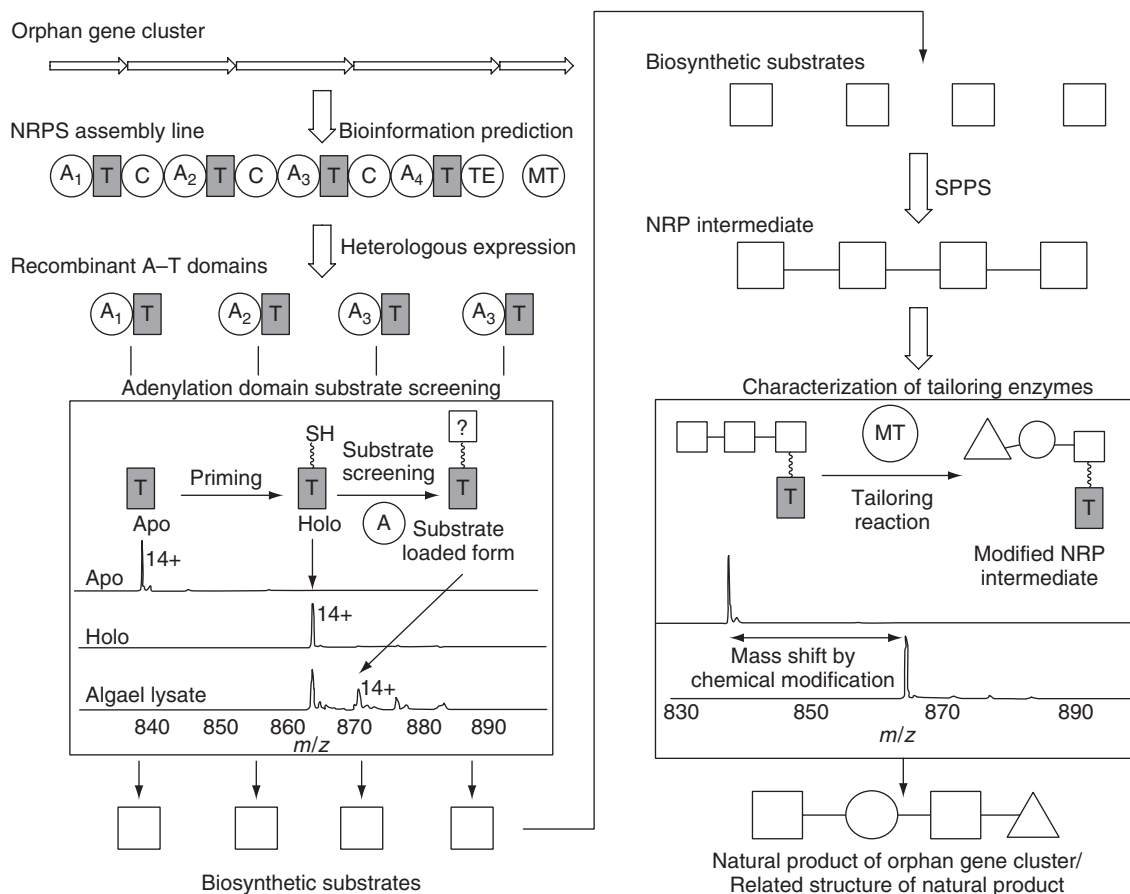 Orphan gene cluster
NRPS assembly line
Bioinformation prediction
A1 T C A2 T C A3 T C A4 T TE MT
Heterologous expression
Recombinant A–T domains
A1 T A2 T A3 T A3 T
Adenylation domain substrate screening
SH
?
Priming
Substrate
screening
T
T
T
Apo
Holo
A
Substrate
loaded form
14+
Apo
14+
Holo
14+
Algael lysate
840 850 860 870 880 890
m/z
Biosynthetic substrates
Biosynthetic substrates
SPPS
NRP intermediate
Characterization of tailoring enzymes
MT
T
Tailoring
reaction
T
Modified NRP
intermediate
Mass shift by
chemical modification
830 850 870 890
m/z
Natural product of orphan gene cluster/
Related structure of natural product